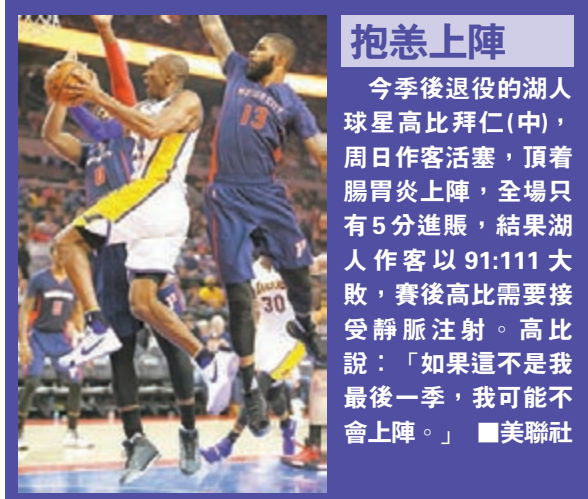 抱恙上陣
今季後退役的湖人
球星高比拜仁(中)，
周日作客活塞，頂着
腸胃炎上陣，全場只
有5分進賬，結果湖
人作客以91:111大
敗，賽後高比需要接
受靜脈注射。高比
說：「如果這不是我
最後一季，我可能不
會上陣。」 ■美聯社
13
30